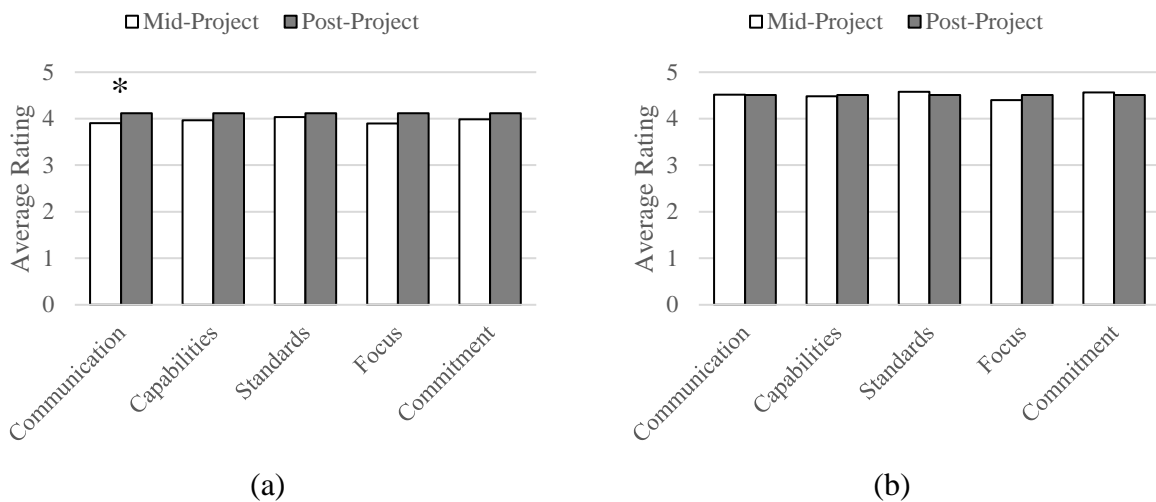 Mid-Project Post-Project
*
5
4
3
2
1
0
Average Rating
Communication
Capabilities
Standards
Focus
Commitment
(a)
Mid-Project Post-Project
5
4
3
2
1
0
Average Rating
Communication
Capabilities
Standards
Focus
Commitment
(b)